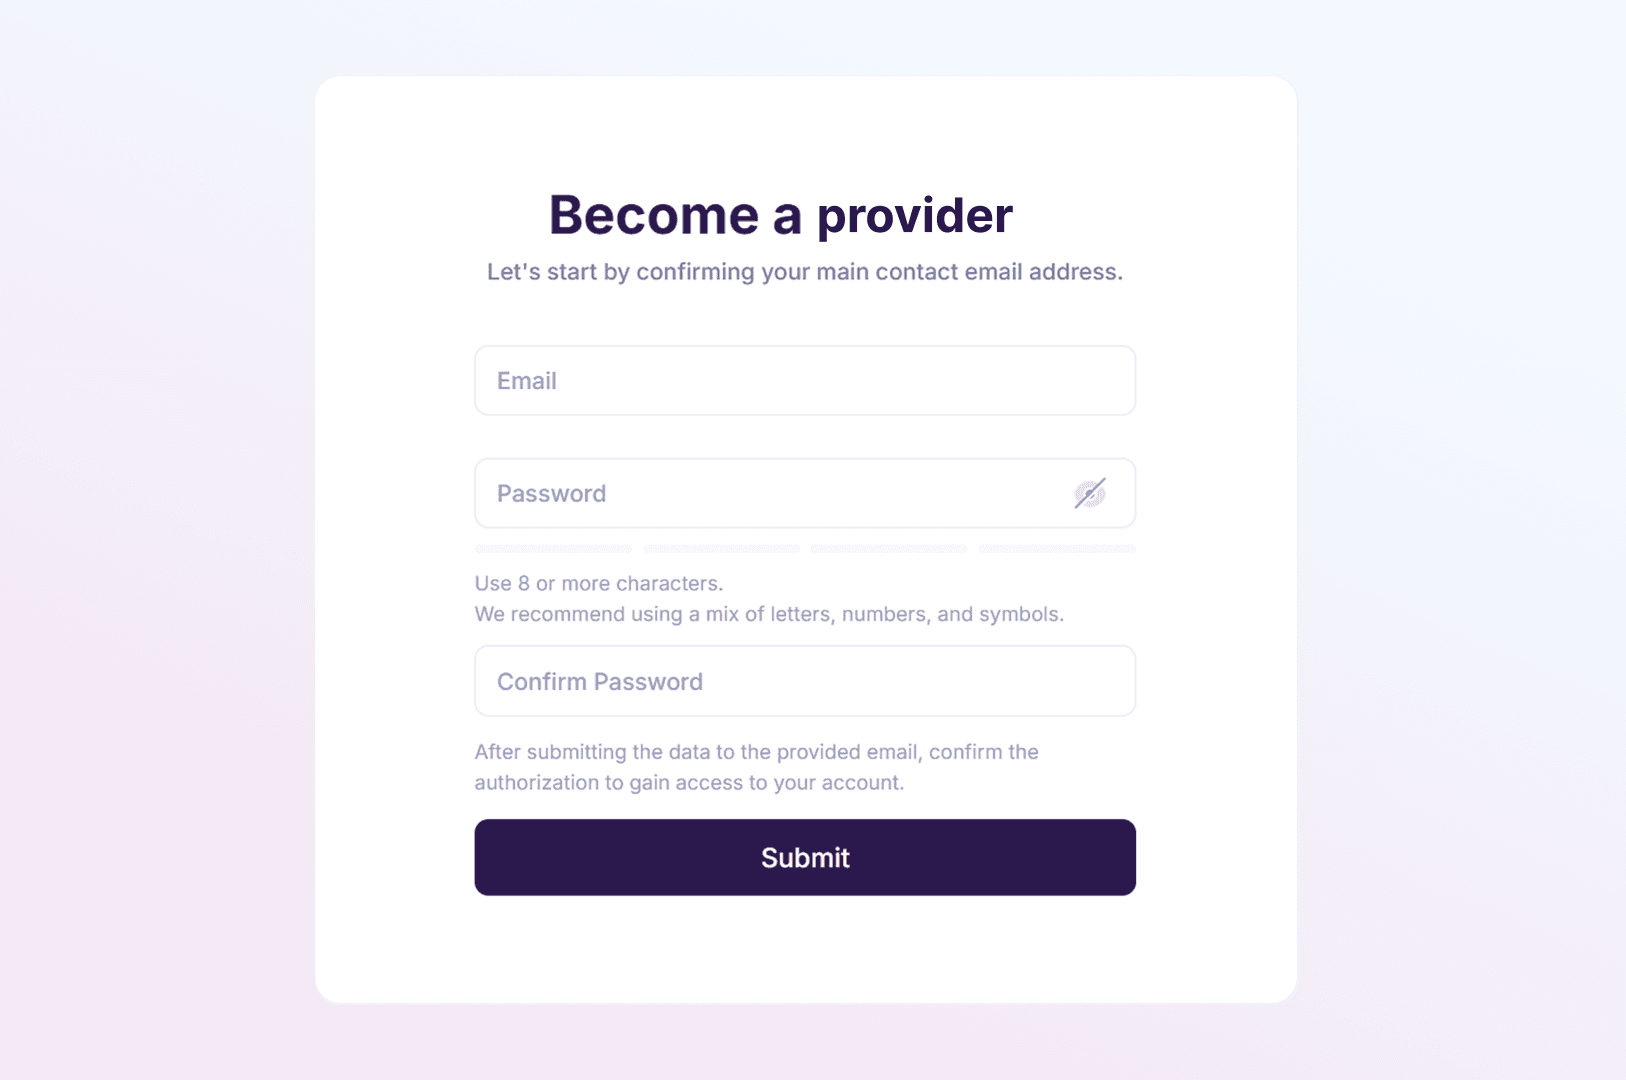 Become a provider
Let's start by confirming your main contact email address.
Email
Password
Use 8 or more characters.
We recommend using a mix of letters, numbers, and symbols.
Confirm Password
After submitting the data to the provided email, confirm the
authorization to gain access to your account.
Submit